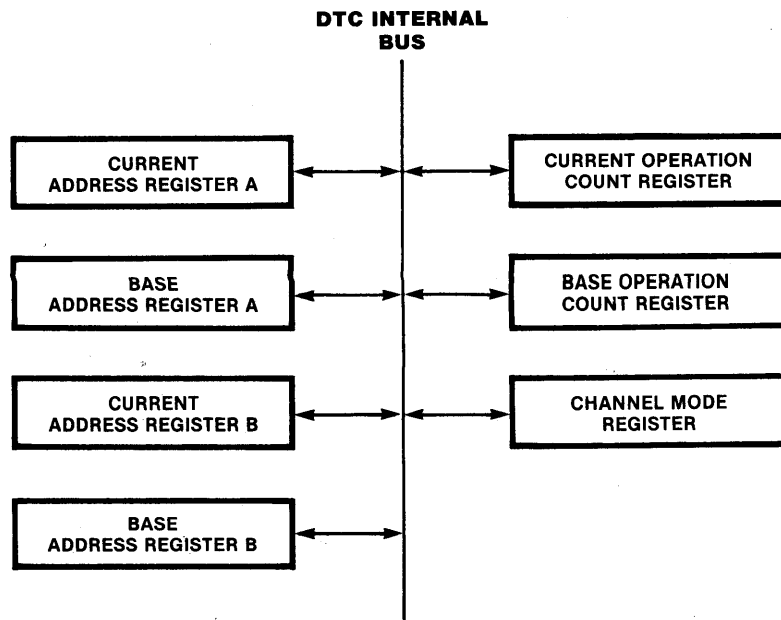 DTC INTERNAL
BUS
CURRENT
ADDRESS REGISTER A
CURRENT OPERATION
COUNT REGISTER
BASE
ADDRESS REGISTER A
BASE OPERATION
COUNT REGISTER
CURRENT
ADDRESS REGISTER B
CHANNEL MODE
REGISTER
BASE
ADDRESS REGISTER B